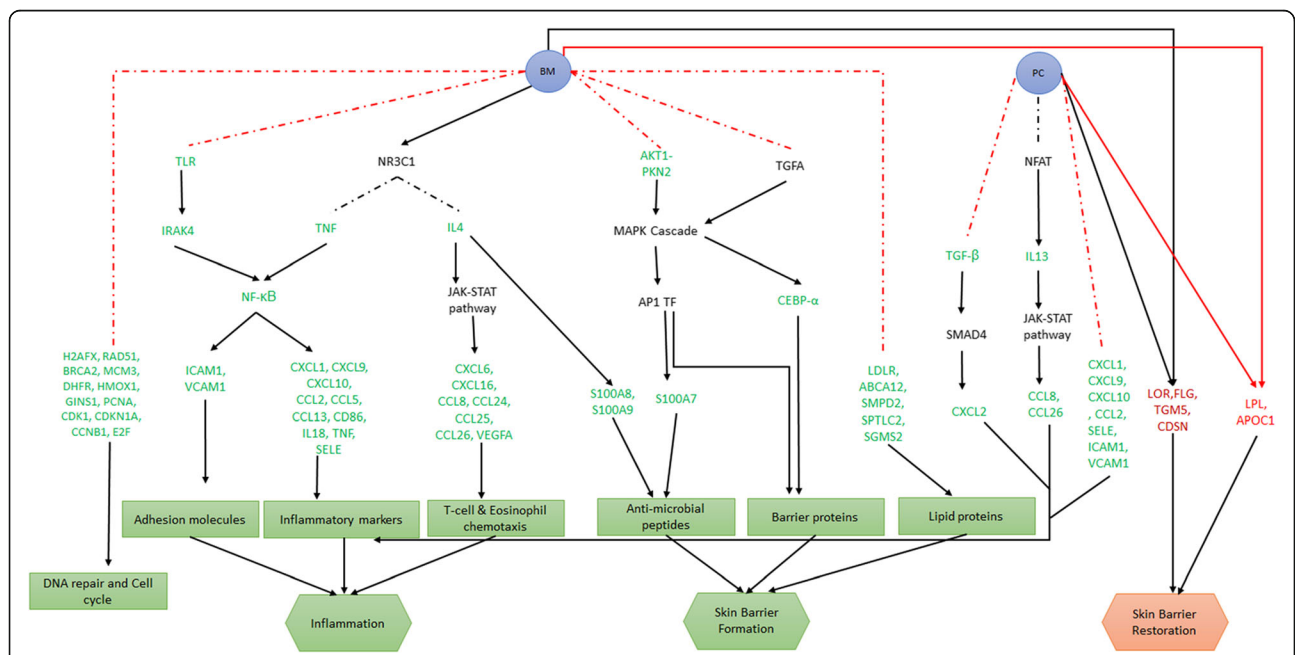 BM
PC
TLR
NR3C1
AKT1-
PKN2
TGFA
NFAT
IRAK4
TNF
IL4
MAPK Cascade
TGF-β
IL13
NF-κB
JAK-STAT
pathway
AP1 TF
CEBP-α
SMAD4
JAK-STAT
pathway
H2AFX, RAD51,
BRCA2, MCM3,
DHFR, HMOX1,
GINS1, PCNA,
CDK1, CDKN1A,
CCNB1, E2F
ICAM1,
VCAM1
CXCL1, CXCL9,
CXCL10,
CCL2, CCL5,
CCL13, CD86,
IL18, TNF,
SELE
CXCL6,
CXCL16,
CCL8, CCL24,
CCL25,
CCL26, VEGFA
S100A8,
S100A9
S100A7
LDLR,
ABCA12,
SMPD2,
SPTLC2,
SGMS2
CXCL2
CCL8,
CCL26
CXCL1,
CXCL9,
CXCL10
, CCL2,
SELE,
ICAM1,
VCAM1
LOR,FLG,
TGM5,
CDSN
LPL,
APOC1
Adhesion molecules
Inflammatory markers
T-cell & Eosinophil
chemotaxis
Anti-microbial
peptides
Barrier proteins
Lipid proteins
DNA repair and Cell
cycle
Inflammation
Skin Barrier
Formation
Skin Barrier
Restoration